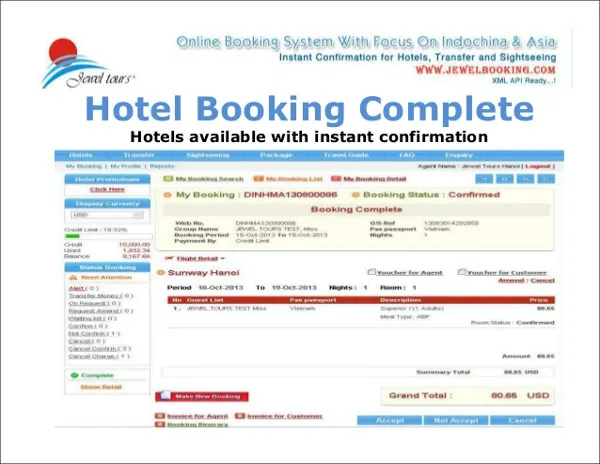 Online Booking System With Focus On Indochina & Asia
Instant Confirmation for Hotels, Transfer and Sightseeing
WWW.JEWELBOOKING.COM
XML API Ready...!
Jewel tours
Hotel Booking Complete
Hotels available with instant confirmation
Hotels Transfer Sightseeing Package Travel Guide FAQ Enquiry
My Booking | My Profile | Reports Agent Name : Jewel Tours Hanoi [ Logout ]
Hotel Promotions
Click Here
Display Currency
USD
Credit Limit : 18.32%
Credit 10,000.00
Used
Balance
Status Booking
Need Attention
Alert ( 0 )
Transfer Money ( 0 )
On Request ( 0 )
Request Amend ( 0 )
Waiting list ( 0 )
Confirm ( 0 )
Not Confirm ( 1 )
Cancel ( 0 )
Cancel Confirm ( 3 )
Cancel Charge ( 1 )
Complete
Show Detail
My Booking Search My Booking List My Booking Detail
My Booking : DINHMA130800086 Booking Status : Confirmed
Booking Complete
Web No. DINHMA130800086 O/S Ref
Group Name JEWEL TOURS TEST, Miss Pax passport Vietnam
Booking Period 18-Oct-2013 To 19-Oct-2013 Nights 1
Payment By Credit Limit
Flight Detail
Sunway Hanoi Voucher for Agent Voucher for Customer
Amend | Cancel
Period 18-Oct-2013 To 19-Oct-2013 Nights : 1 Room : 1
No Guest List Pax passport Description Price
1 . JEWEL TOURS TEST Miss Vietnam Superior / (1 Adults) 80.65
Meal Type: ABF
Room Status : Confirmed
Amount 80.65
Summary Total 80.65 USD
Make New Booking Grand Total : 80.65 USD
Invoice for Agent Invoice for Customer
Booking Itinerary
Accept Not Accept Cancel